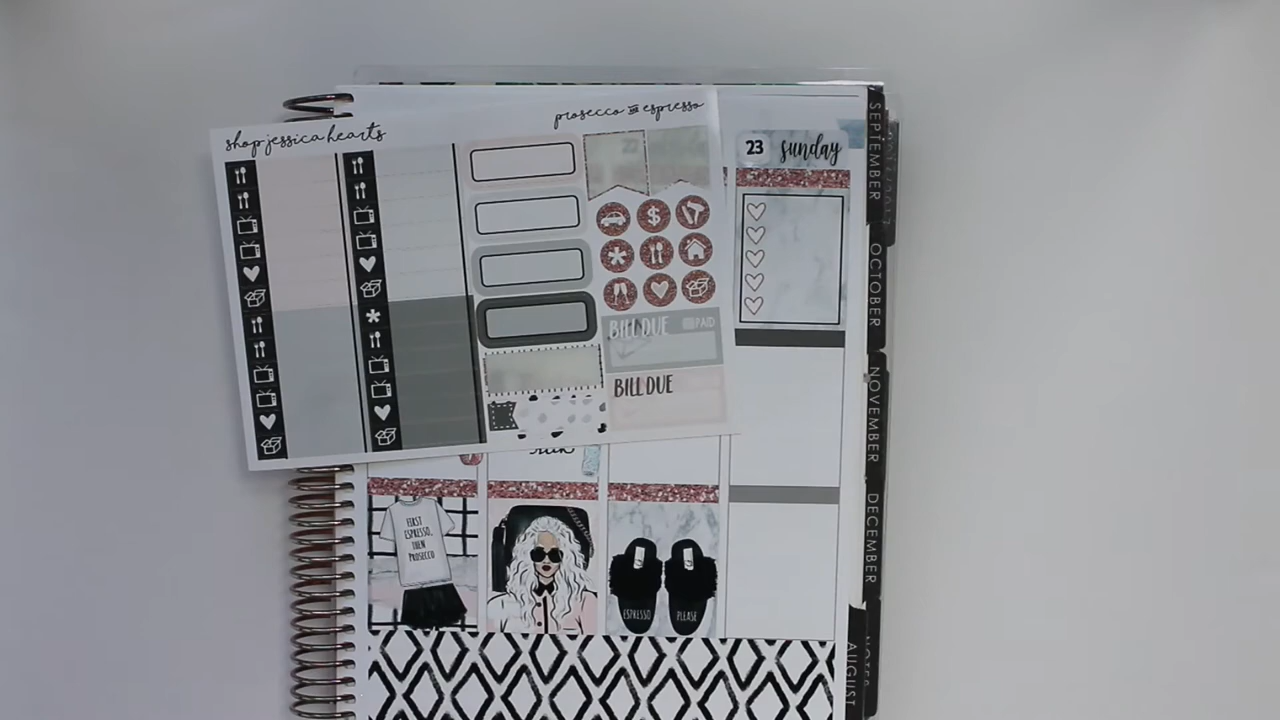 shop jessica hearts
prosecco & espresso
23 sunday
BILL DUE PAID
BILL DUE
FIRST
ESPRESSO,
THEN
PROSECCO
ESPRESSO PLEASE
SEPTEMBER
OCTOBER
NOVEMBER
DECEMBER
AUGUST
NOTES